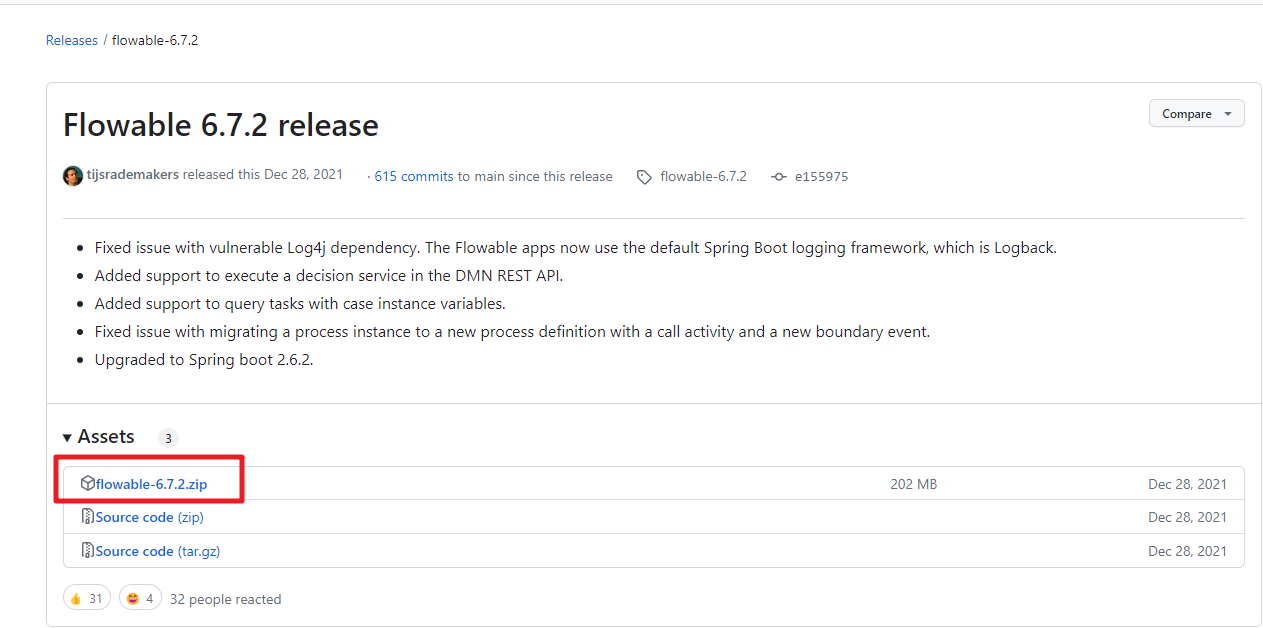 Releases / flowable-6.7.2
Flowable 6.7.2 release
Compare
tijsrademakers released this Dec 28, 2021 · 615 commits to main since this release flowable-6.7.2 e155975
Fixed issue with vulnerable Log4j dependency. The Flowable apps now use the default Spring Boot logging framework, which is Logback.
Added support to execute a decision service in the DMN REST API.
Added support to query tasks with case instance variables.
Fixed issue with migrating a process instance to a new process definition with a call activity and a new boundary event.
Upgraded to Spring boot 2.6.2.
Assets 3
flowable-6.7.2.zip 202 MB Dec 28, 2021
Source code (zip) Dec 28, 2021
Source code (tar.gz) Dec 28, 2021
31 4 32 people reacted